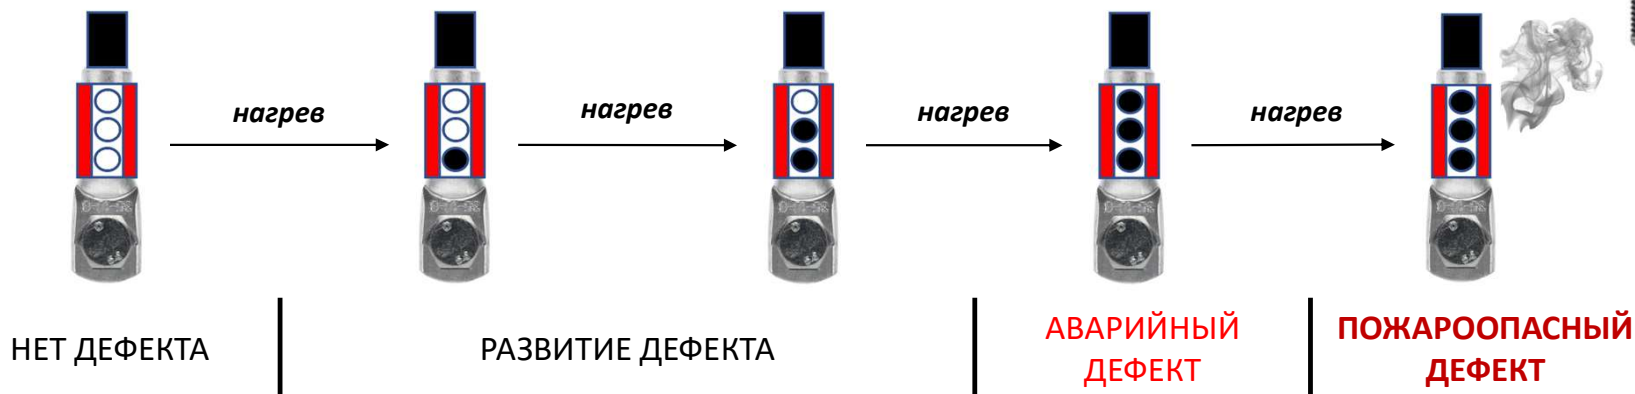 нагрев
нагрев
нагрев
нагрев
НЕТ ДЕФЕКТА
РАЗВИТИЕ ДЕФЕКТА
АВАРИЙНЫЙ
ДЕФЕКТ
ПОЖАРООПАСНЫЙ
ДЕФЕКТ